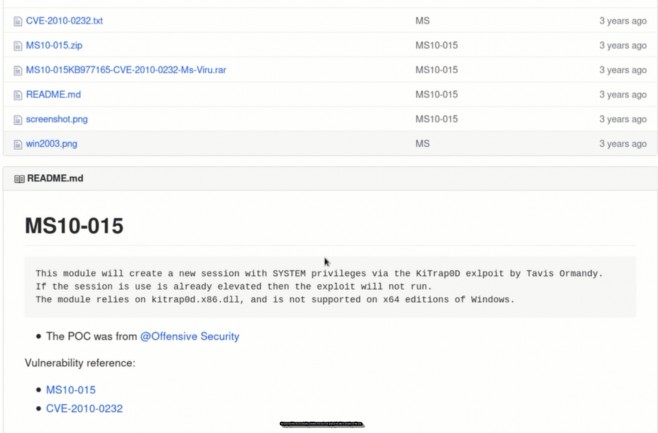 CVE-2010-0232.txt MS 3 years ago
MS10-015.zip MS10-015 3 years ago
MS10-015KB977165-CVE-2010-0232-Ms-Viru.rar MS10-015 3 years ago
README.md MS10-015 3 years ago
screenshot.png MS10-015 3 years ago
win2003.png MS 3 years ago
README.md
MS10-015
This module will create a new session with SYSTEM privileges via the KiTrap0D exlpoit by Tavis Ormandy.
If the session is use is already elevated then the exploit will not run.
The module relies on kitrap0d.x86.dll, and is not supported on x64 editions of Windows.
The POC was from @Offensive Security
Vulnerability reference:
MS10-015
CVE-2010-0232